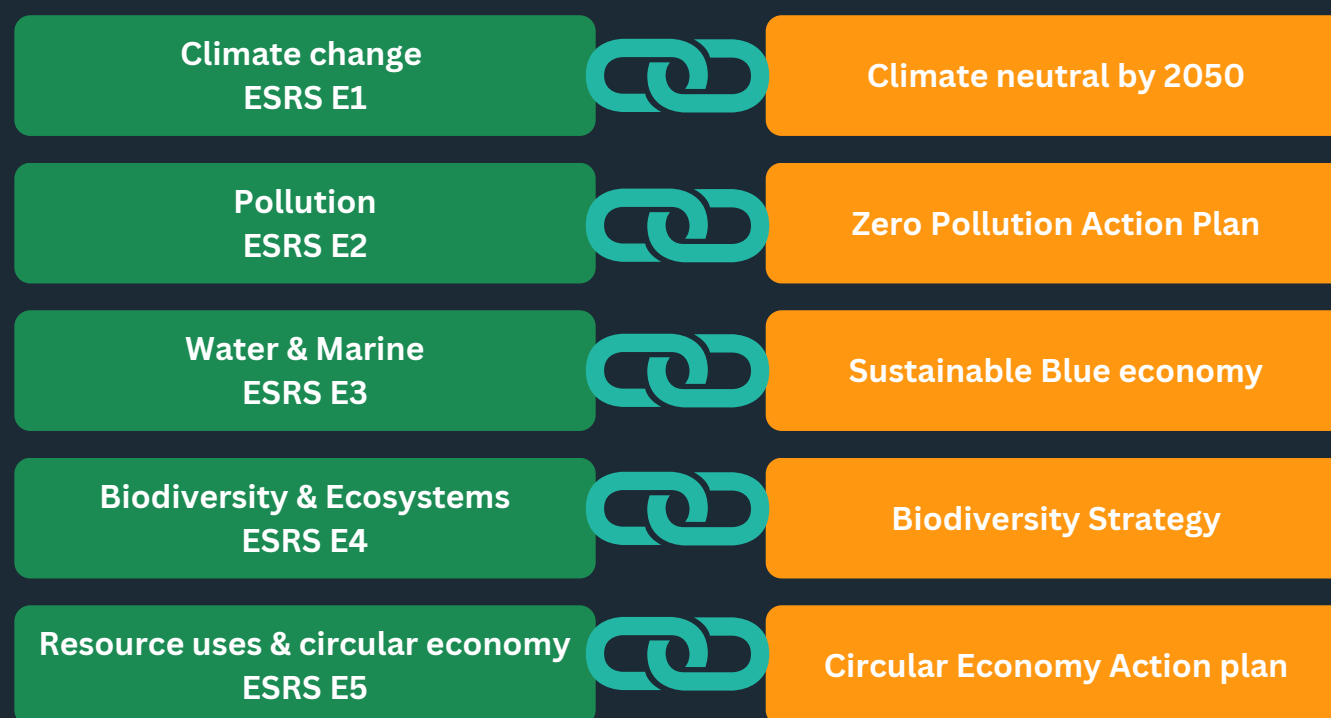 Climate change
ESRS E1
Climate neutral by 2050
Pollution
ESRS E2
Zero Pollution Action Plan
Water & Marine
ESRS E3
Sustainable Blue economy
Biodiversity & Ecosystems
ESRS E4
Biodiversity Strategy
Resource uses & circular economy
ESRS E5
Circular Economy Action plan